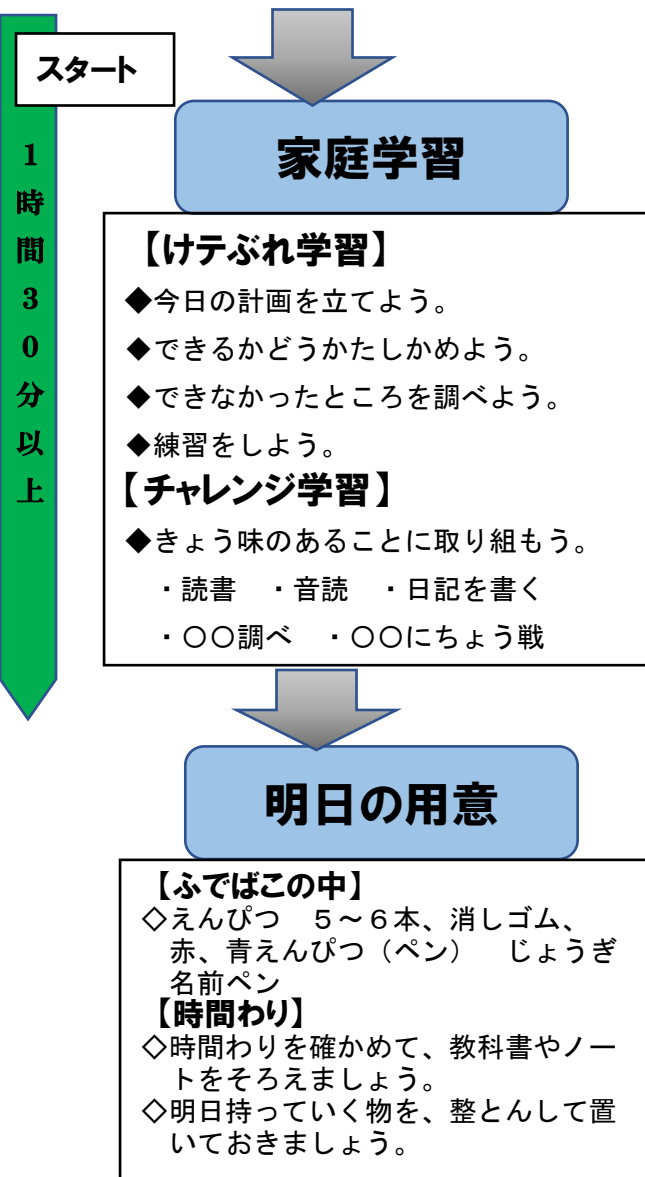 スタート
1時間30分以上
家庭学習
【けテぶれ学習】
◆今日の計画を立てよう。
◆できるかどうかたしかめよう。
◆できなかったところを調べよう。
◆練習をしよう。
【チャレンジ学習】
◆きょう味のあることに取り組もう。
・読書　・音読　・日記を書く
・〇〇調べ　・〇〇にちょう戦
明日の用意
【ふでばこの中】
◇えんぴつ　５～６本、消しゴム、
赤、青えんぴつ（ペン）　じょうぎ
名前ペン
【時間わり】
◇時間わりを確かめて、教科書やノー
トをそろえましょう。
◇明日持っていく物を、整とんして置
いておきましょう。